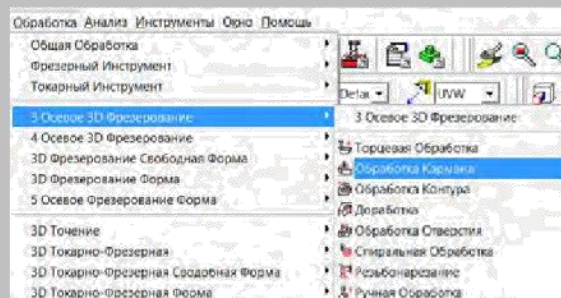 Обработка Анализ Инструменты Окно Помощь
Общая Обработка
Фрезерный Инструмент
Токарный Инструмент
Defau UVW
3 Осевое 3D Фрезерование
3 Осевое 3D Фрезерование
4 Осевое 3D Фрезерование
Торцевая Обработка
3D Фрезерование Свободная Форма
Обработка Кармана
3D Фрезерование Форма
Обработка Контура
5 Осевое Фрезерование Форма
Доработка
3D Точение
Обработка Отверстия
3D Токарно-Фрезерная
Спиральная Обработка
3D Токарно-Фрезерная Сводобная Форма
Резьбонарезание
3D Токарно-Фрезерная Форма
Ручная Обработка